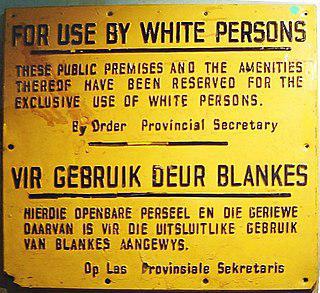 FOR USE BY WHITE PERSONS
THESE PUBLIC PREMISES AND THE AMENITIES
THEREOF HAVE BEEN RESERVED FOR THE
EXCLUSIVE USE OF WHITE PERSONS.
By Order Provincial Secretary
VIR GEBRUIK DEUR BLANKES
HIERDIE OPENBARE PERSEEL EN DIE GERIEWE
DAARVAN IS VIR DIE UITSLUITLIKE GEBRUIK
VAN BLANKES AANGEWYS.
Op Las Provinsiale Sekretaris